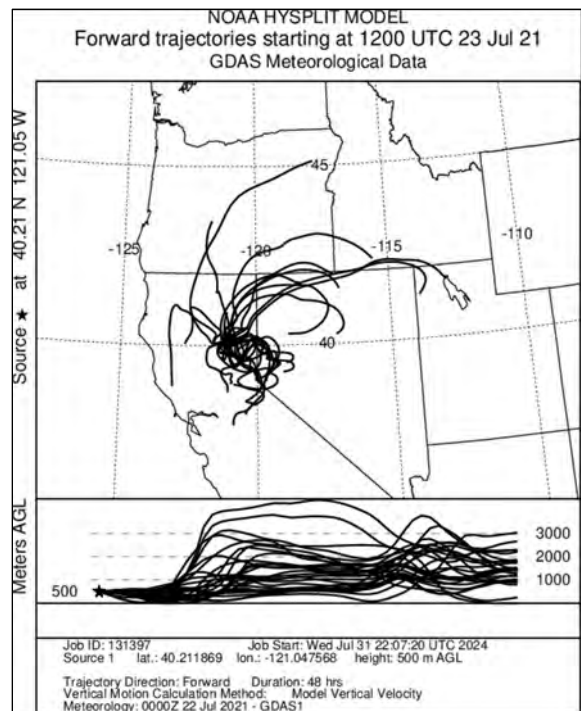 NOAA HYSPLIT MODEL
Forward trajectories starting at 1200 UTC 23 Jul 21
GDAS Meteorological Data
Source ★ at 40.21 N 121.05 W
45
-125
-120
-115
-110
40
Meters AGL
500
3000
2000
1000
Job ID: 131397 Job Start: Wed Jul 31 22:07:20 UTC 2024
Source 1 lat.: 40.211869 lon.: -121.047568 height: 500 m AGL
Trajectory Direction: Forward Duration: 48 hrs
Vertical Motion Calculation Method: Model Vertical Velocity
Meteorology: 0000Z 22 Jul 2021 - GDAS1